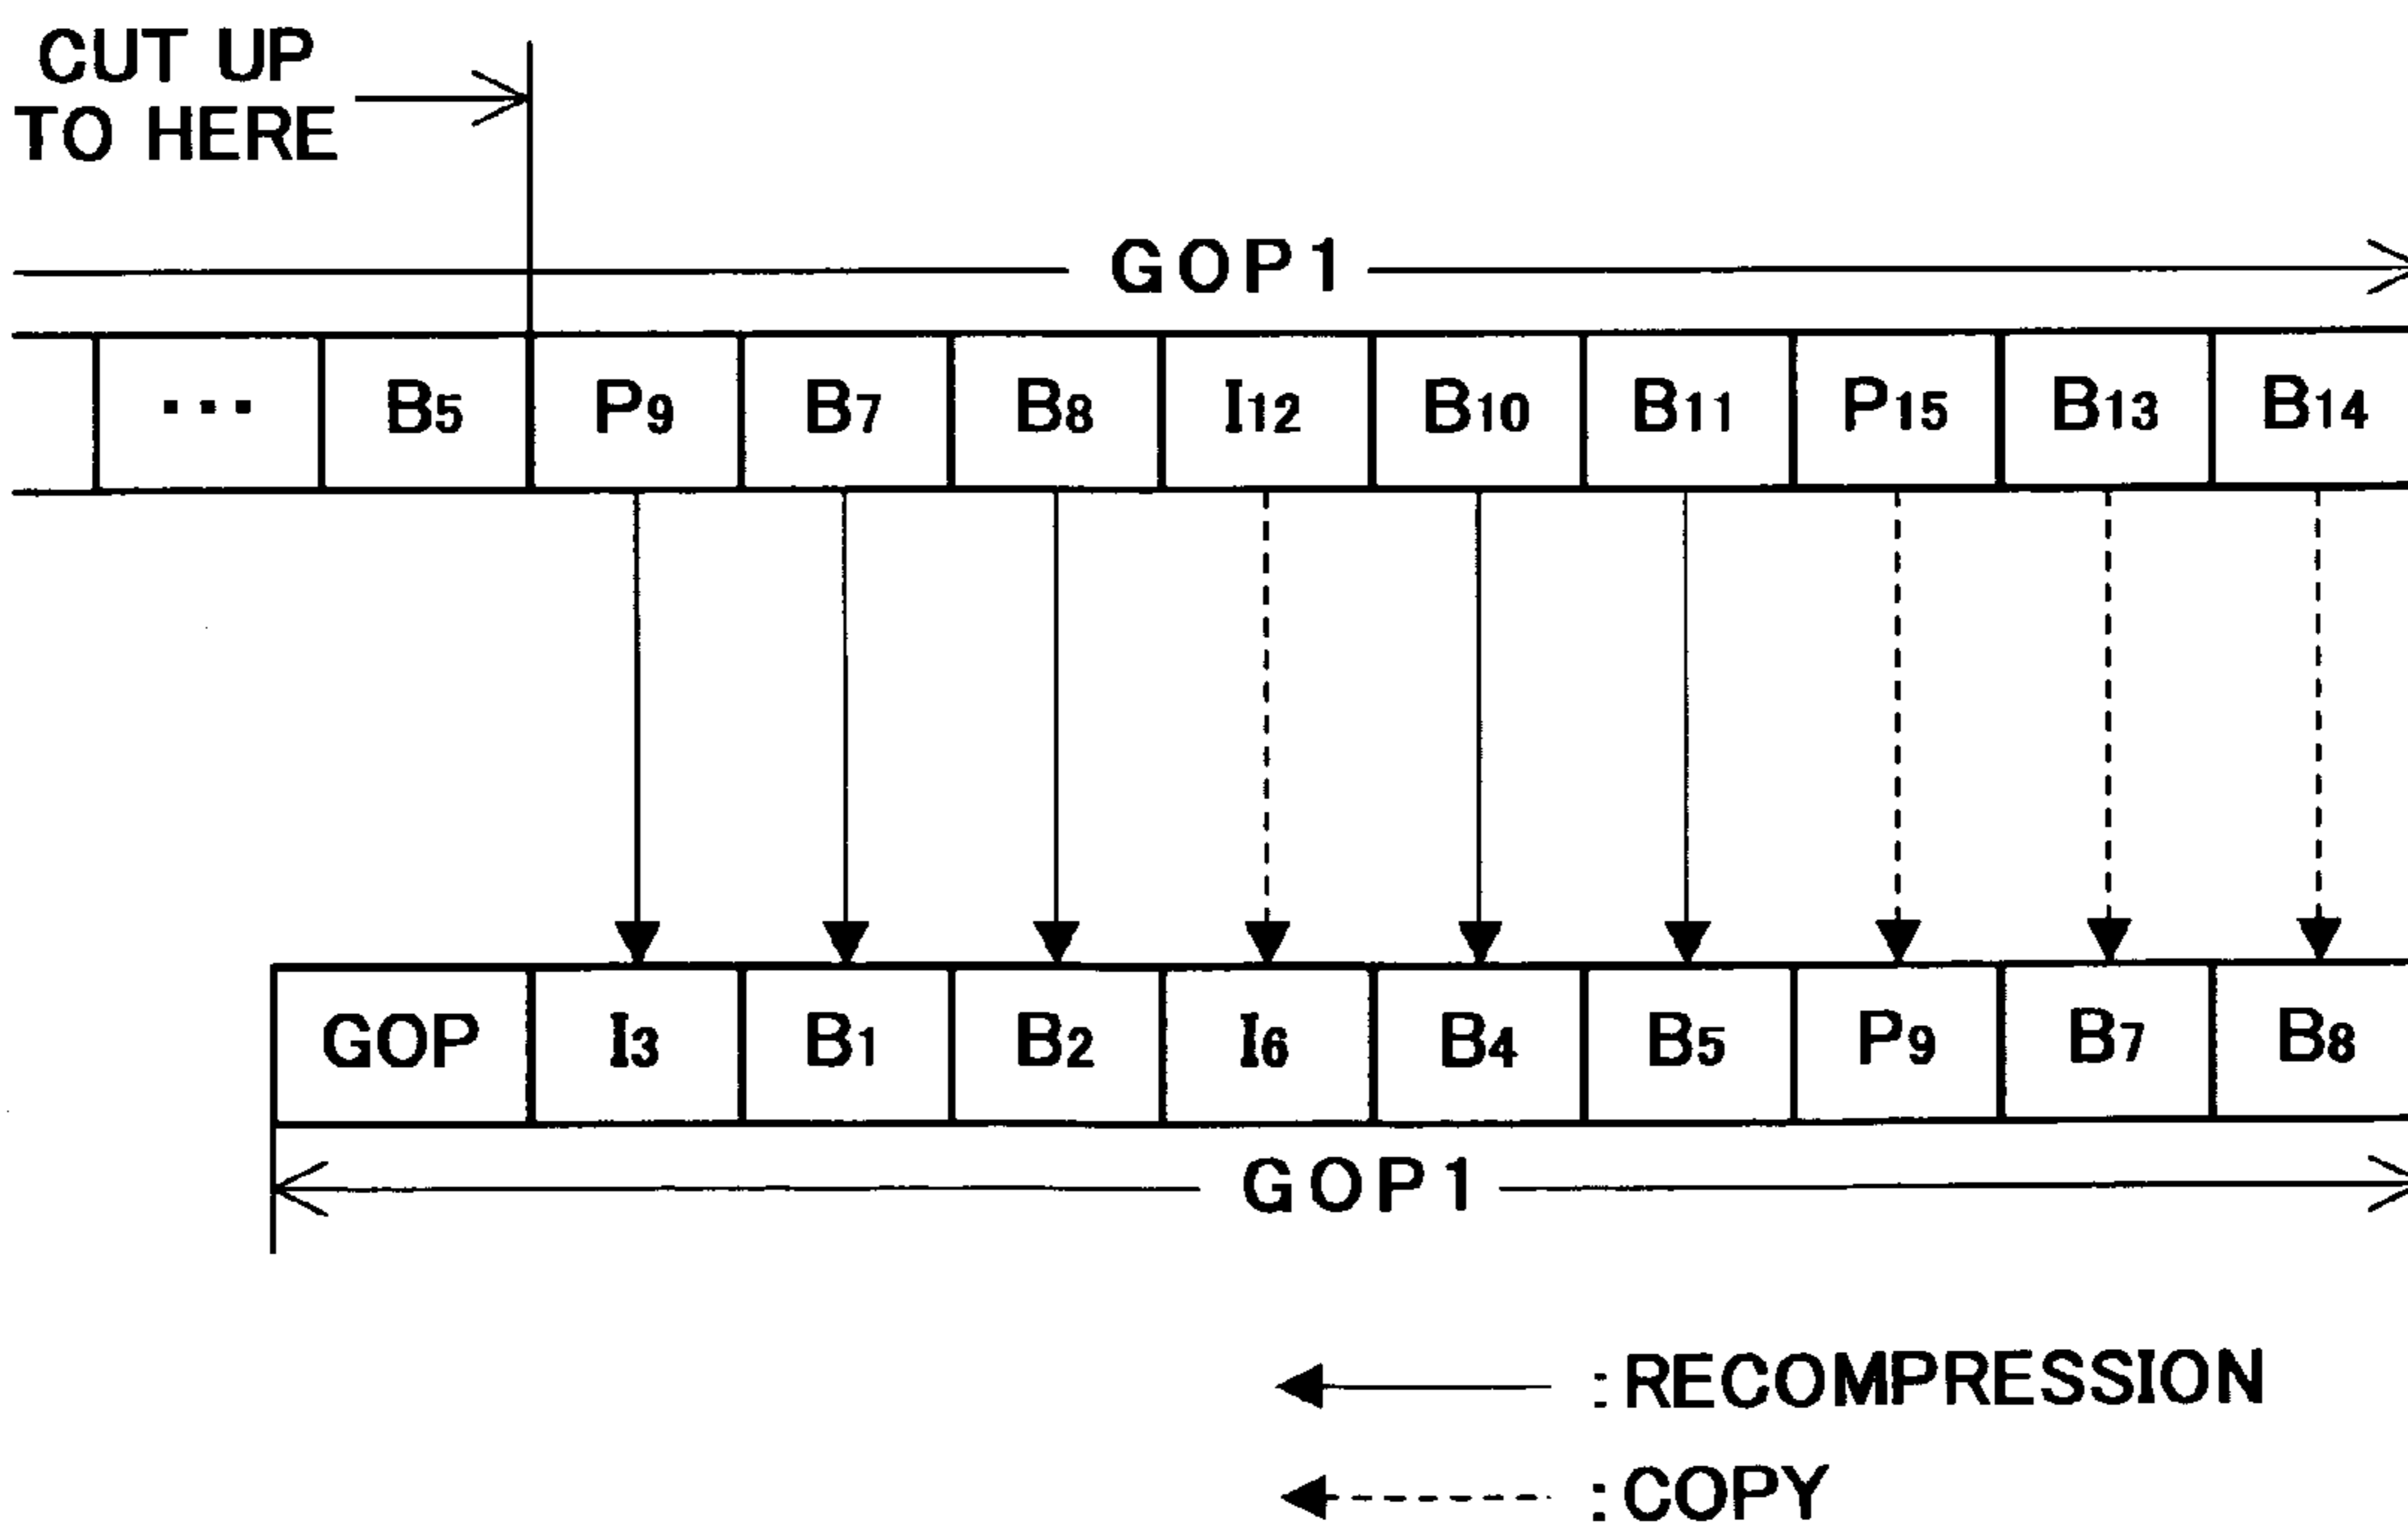 CUT UP
TO HERE
GOP1
... B5 P9 B7 B8 I12 B10 B11 P15 B13 B14
GOP I3 B1 B2 I6 B4 B5 P9 B7 B8
GOP1
: RECOMPRESSION
: COPY